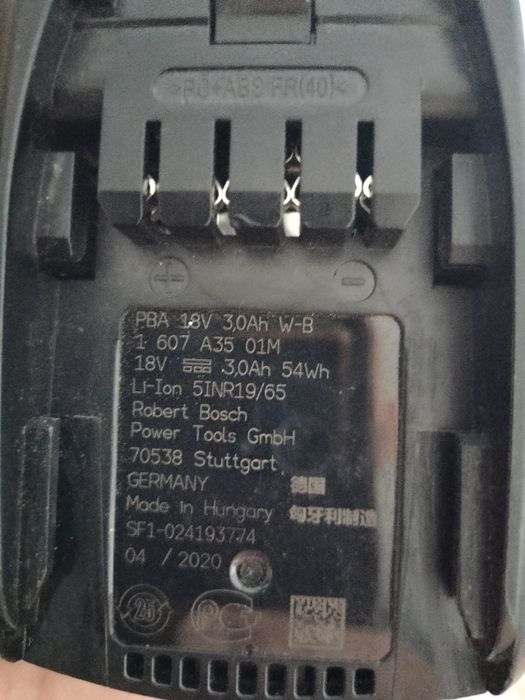 >PC+ABS FR(40)<
+ -
PBA 18V 3,0Ah W-B
1 607 A35 01M
18V 3,0Ah 54Wh
Li-Ion 5INR19/65
Robert Bosch
Power Tools GmbH
70538 Stuttgart
GERMANY 德国
Made in Hungary 匈牙利制造
SF1-024193774
04 / 2020
25